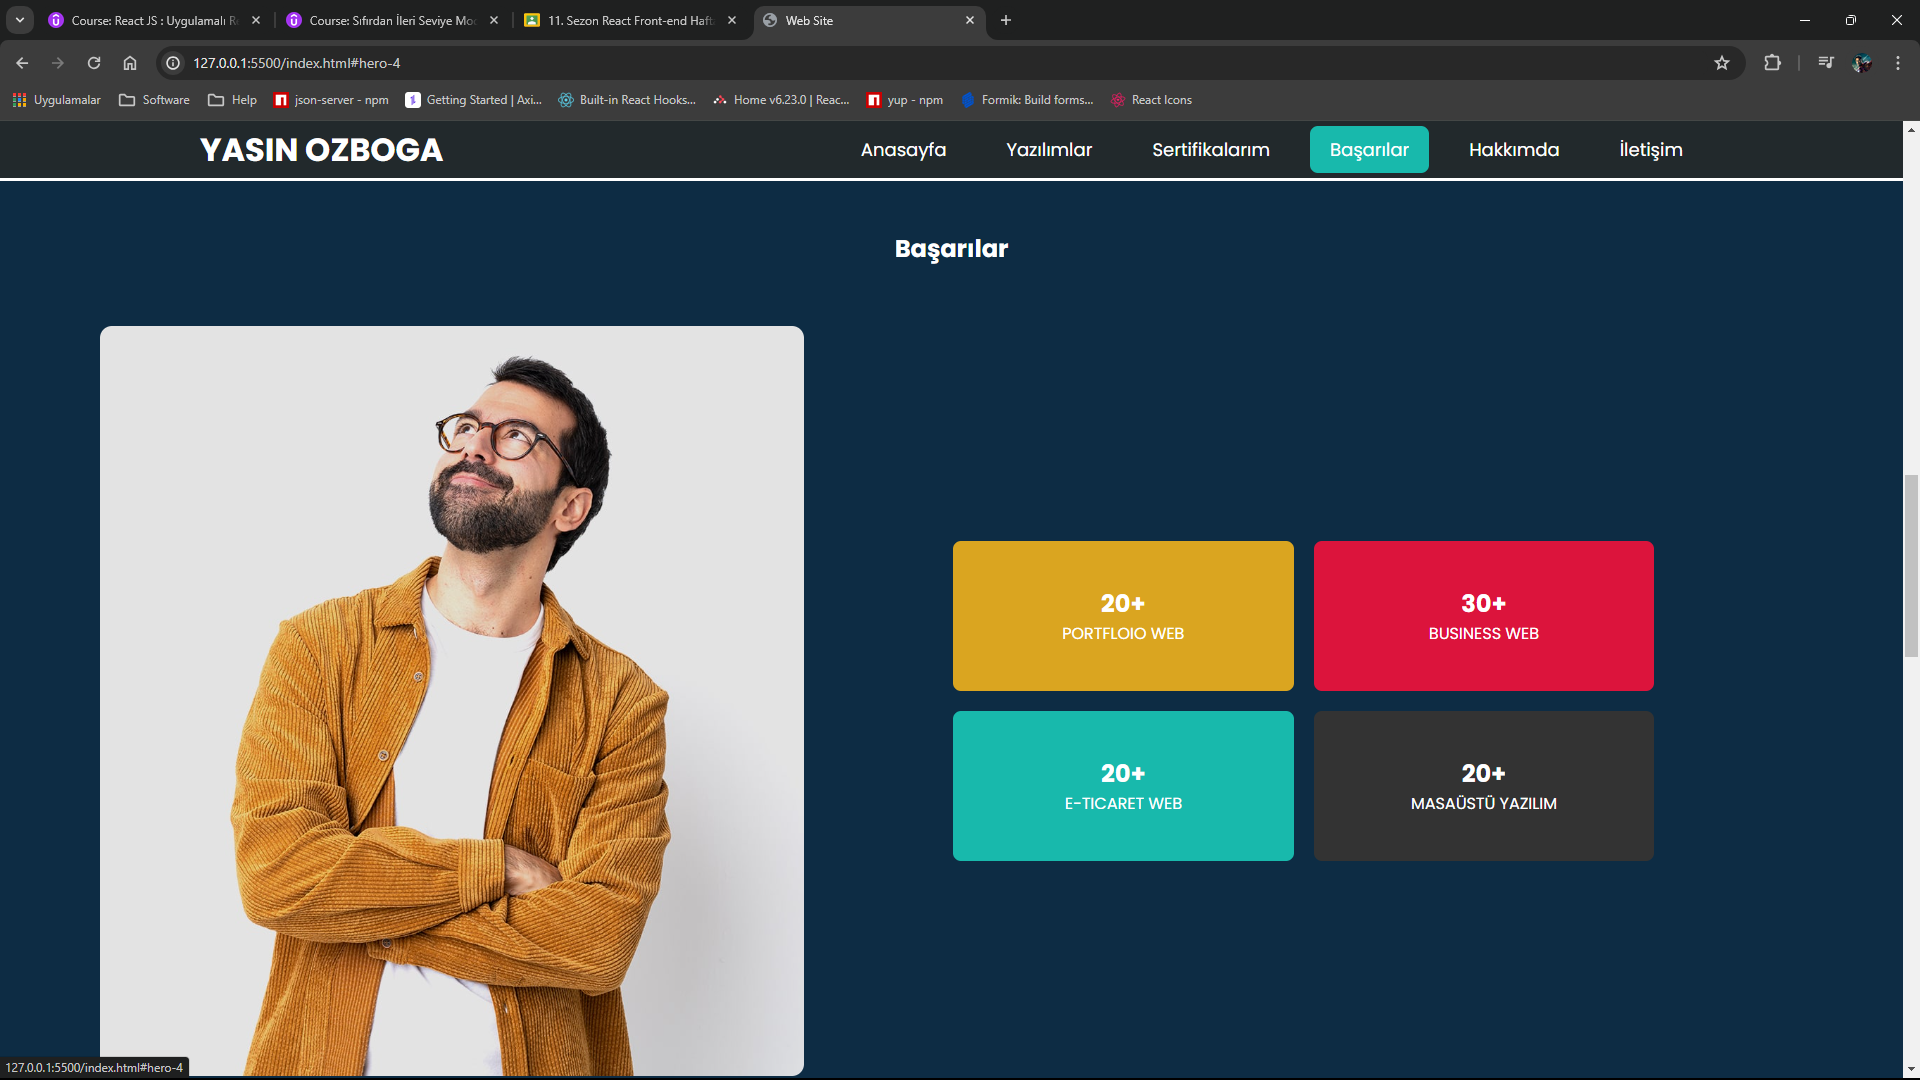 Course: React JS : Uygulamalı Re
Course: Sıfırdan İleri Seviye Mod
11. Sezon React Front-end Hafta
Web Site
127.0.0.1:5500/index.html#hero-4
Uygulamalar
Software
Help
json-server - npm
Getting Started | Axi...
Built-in React Hooks...
Home v6.23.0 | Reac...
yup - npm
Formik: Build forms...
React Icons
YASIN OZBOGA
Anasayfa
Yazılımlar
Sertifikalarım
Başarılar
Hakkımda
İletişim
Başarılar
20+
PORTFLOIO WEB
30+
BUSINESS WEB
20+
E-TICARET WEB
20+
MASAÜSTÜ YAZILIM
127.0.0.1:5500/index.html#hero-4